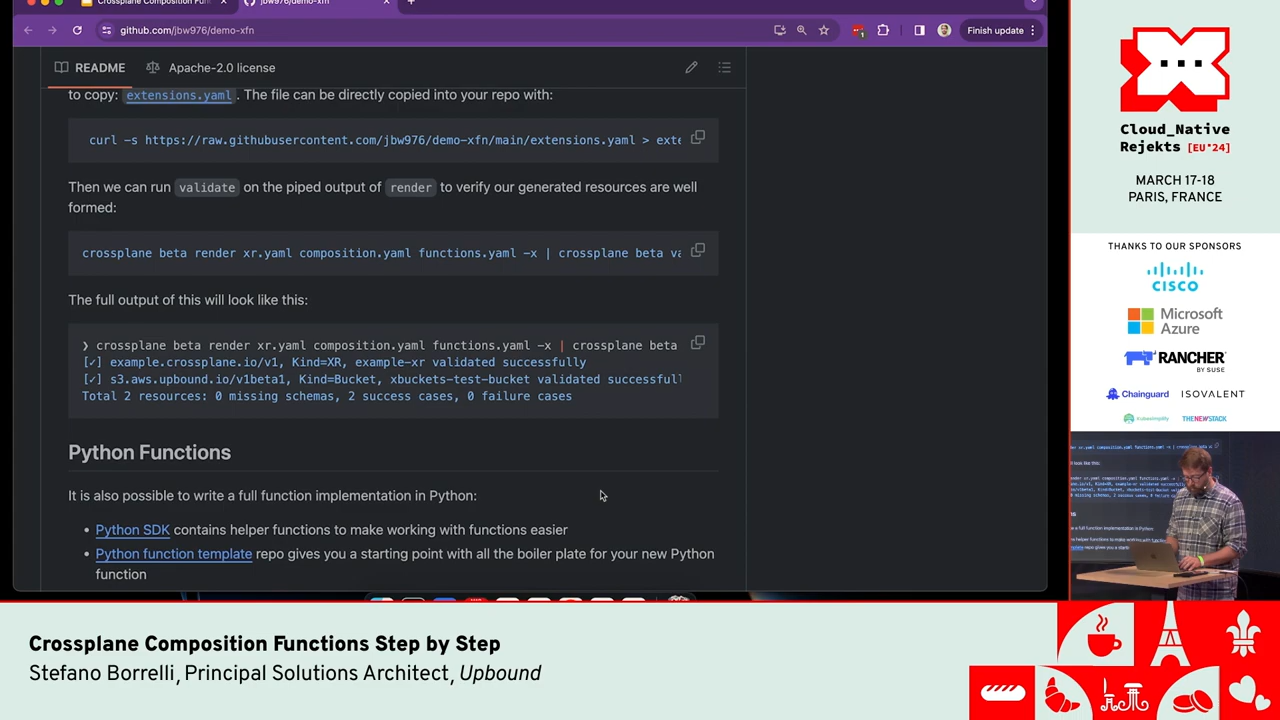 Crossplane Composition Func
jbw976/demo-xfn
github.com/jbw976/demo-xfn
Finish update
README
Apache-2.0 license
to copy: extensions.yaml. The file can be directly copied into your repo with:
curl -s https://raw.githubusercontent.com/jbw976/demo-xfn/main/extensions.yaml > exte
Then we can run validate on the piped output of render to verify our generated resources are well
formed:
crossplane beta render xr.yaml composition.yaml functions.yaml -x | crossplane beta va
The full output of this will look like this:
❯ crossplane beta render xr.yaml composition.yaml functions.yaml -x | crossplane beta
[✓] example.crossplane.io/v1, Kind=XR, example-xr validated successfully
[✓] s3.aws.upbound.io/v1beta1, Kind=Bucket, xbuckets-test-bucket validated successfull
Total 2 resources: 0 missing schemas, 2 success cases, 0 failure cases
Python Functions
It is also possible to write a full function implementation in Python:
• Python SDK contains helper functions to make working with functions easier
• Python function template repo gives you a starting point with all the boiler plate for your new Python
function
Cloud_Native
Rejekts [EU'24]
MARCH 17-18
PARIS, FRANCE
THANKS TO OUR SPONSORS
CISCO
Microsoft
Azure
RANCHER
BY SUSE
Chainguard
ISOVALENT
kubesimplify
THENEWSTACK
Crossplane Composition Functions Step by Step
Stefano Borrelli, Principal Solutions Architect, Upbound